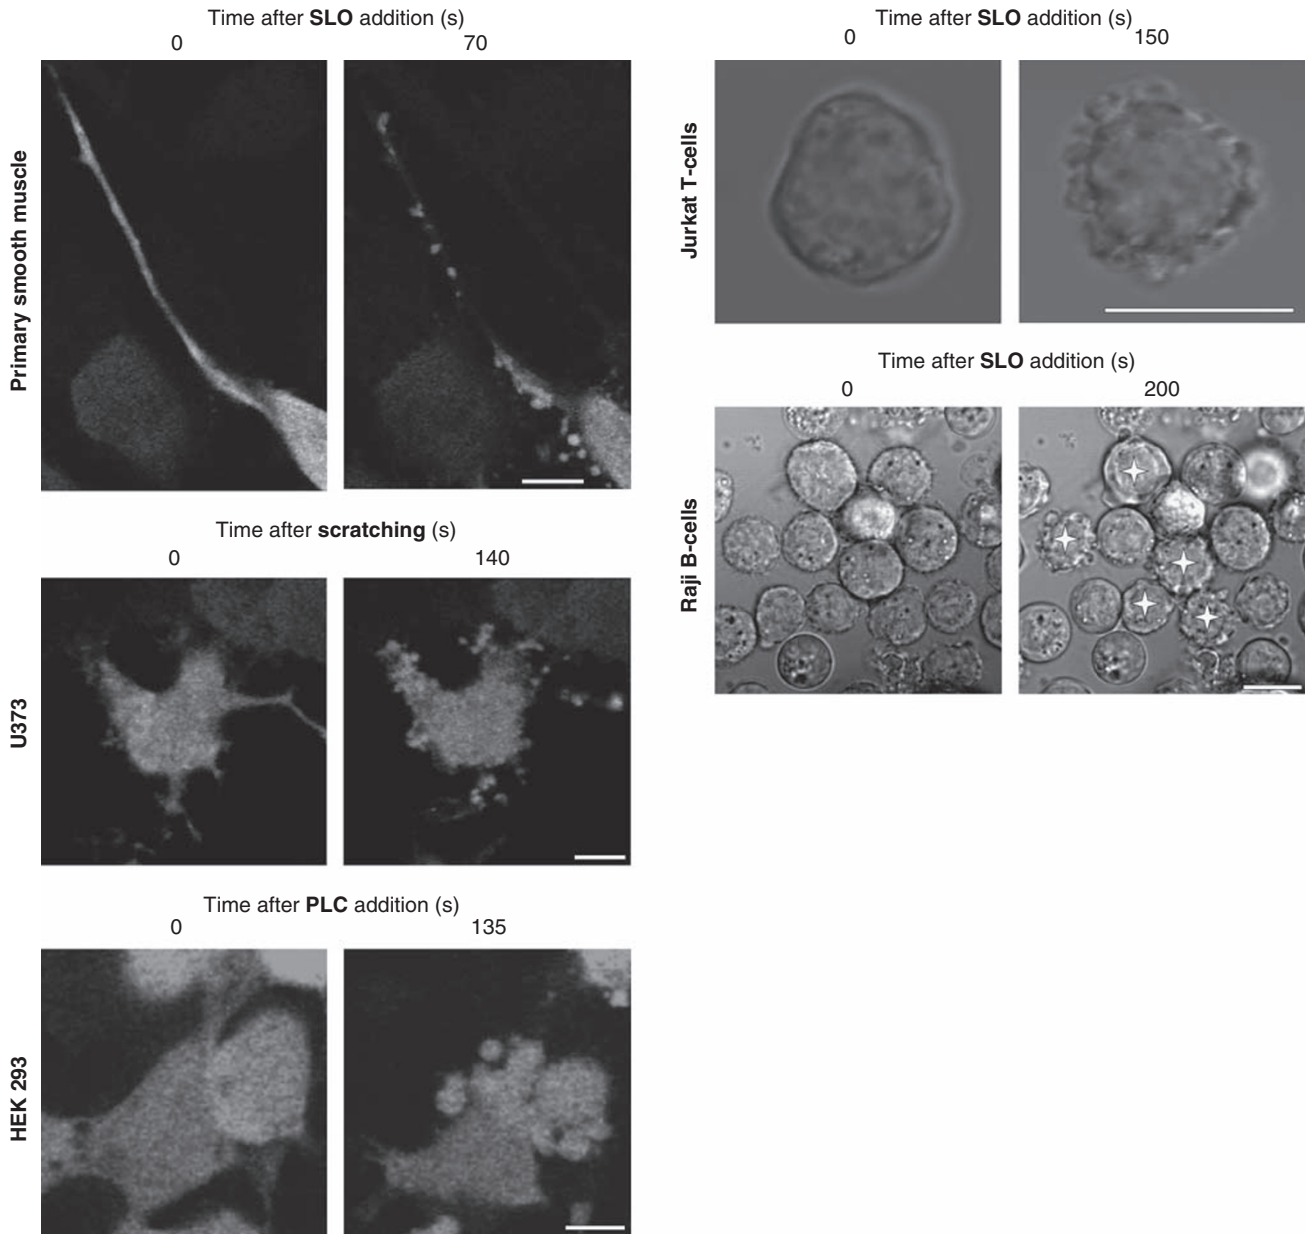 Time after SLO addition (s)
0 70
Primary smooth muscle
Time after scratching (s)
0 140
U373
Time after PLC addition (s)
0 135
HEK 293
Time after SLO addition (s)
0 150
Jurkat T-cells
Time after SLO addition (s)
0 200
Raji B-cells